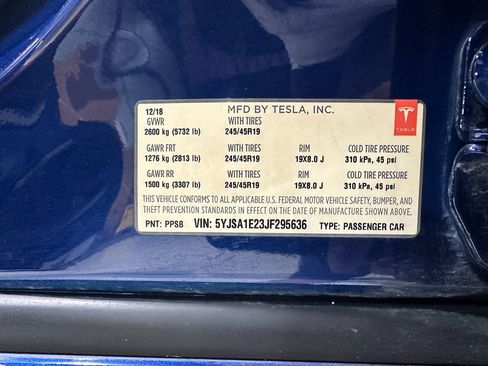 12/18 MFD BY TESLA, INC.
GVWR WITH TIRES
2600 kg (5732 lb) 245/45R19
GAWR FRT WITH TIRES RIM COLD TIRE PRESSURE
1276 kg (2813 lb) 245/45R19 19X8.0 J 310 kPa, 45 psi
GAWR RR WITH TIRES RIM COLD TIRE PRESSURE
1500 kg (3307 lb) 245/45R19 19X8.0 J 310 kPa, 45 psi
THIS VEHICLE CONFORMS TO ALL APPLICABLE U.S. FEDERAL MOTOR VEHICLE SAFETY, BUMPER, AND
THEFT PREVENTION STANDARDS IN EFFECT ON THE DATE OF MANUFACTURE SHOWN ABOVE.
PNT: PPSB VIN: 5YJSA1E23JF295636 TYPE: PASSENGER CAR
TESLA